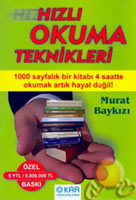 HIZLI
OKUMA
TEKNİKLERİ
1000 sayfalık bir kitabı 4 saatte
okumak artık hayal değil!
Murat
Baykızı
ÖZEL
5 YTL / 5.000.000 TL
BASKI
KAR